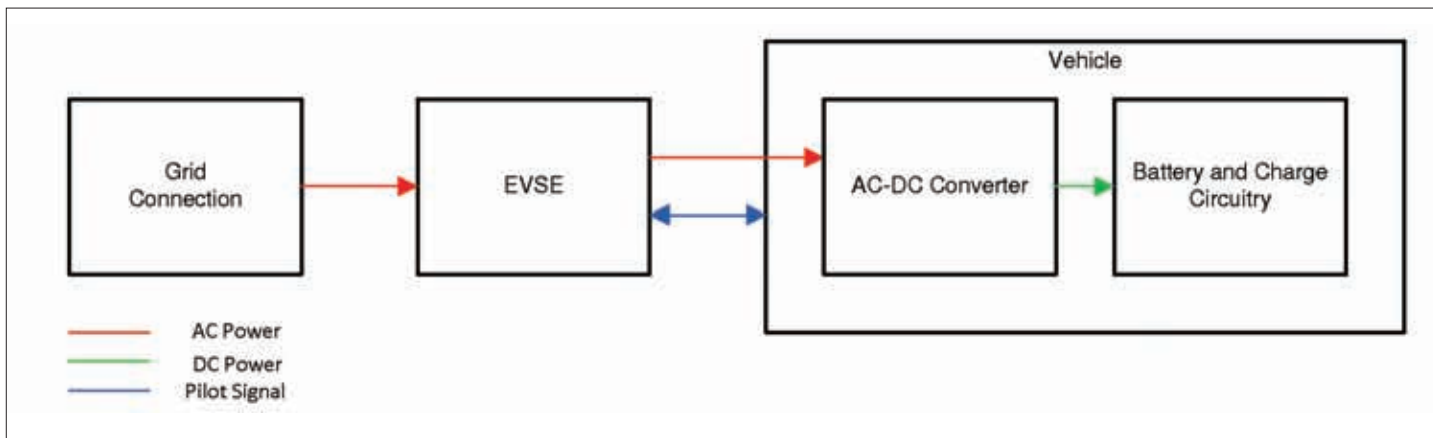 Vehicle
Grid
Connection
EVSE
AC-DC Converter
Battery and Charge
Circuitry
AC Power
DC Power
Pilot Signal